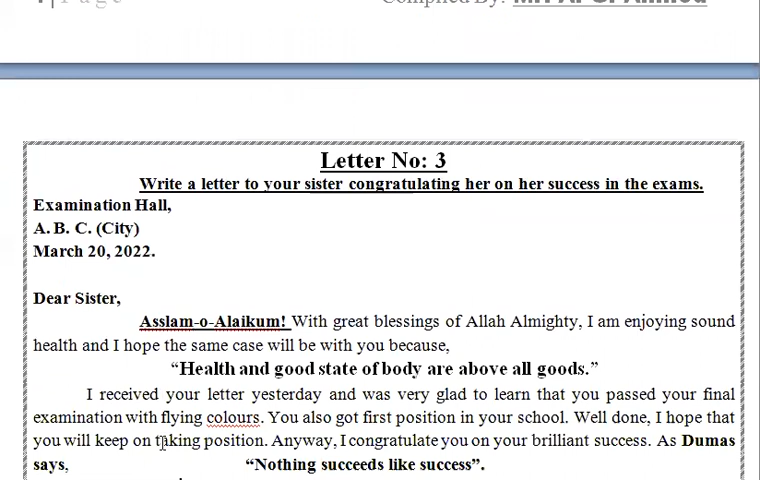 Letter No: 3
Write a letter to your sister congratulating her on her success in the exams.
Examination Hall,
A. B. C. (City)
March 20, 2022.
Dear Sister,
Asslam-o-Alaikum! With great blessings of Allah Almighty, I am enjoying sound
health and I hope the same case will be with you because,
“Health and good state of body are above all goods.”
I received your letter yesterday and was very glad to learn that you passed your final
examination with flying colours. You also got first position in your school. Well done, I hope that
you will keep on taking position. Anyway, I congratulate you on your brilliant success. As Dumas
says, “Nothing succeeds like success”.